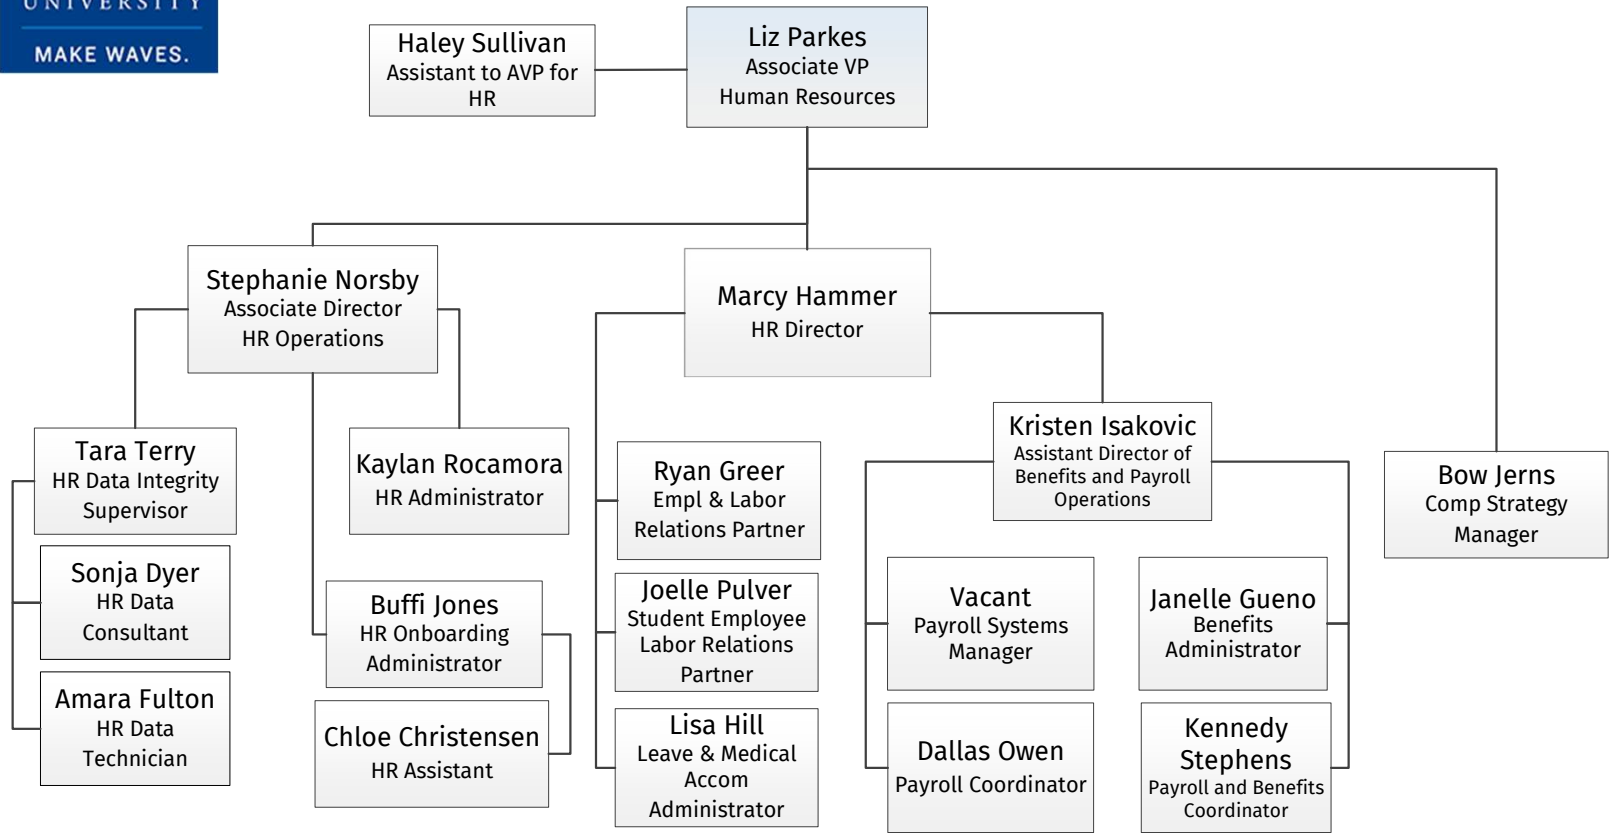 UNIVERSITY
MAKE WAVES.
Haley Sullivan
Assistant to AVP for
HR
Liz Parkes
Associate VP
Human Resources
Stephanie Norsby
Associate Director
HR Operations
Marcy Hammer
HR Director
Tara Terry
HR Data Integrity
Supervisor
Sonja Dyer
HR Data
Consultant
Amara Fulton
HR Data
Technician
Kaylan Rocamora
HR Administrator
Buffi Jones
HR Onboarding
Administrator
Chloe Christensen
HR Assistant
Ryan Greer
Empl & Labor
Relations Partner
Joelle Pulver
Student Employee
Labor Relations
Partner
Lisa Hill
Leave & Medical
Accom
Administrator
Kristen Isakovic
Assistant Director of
Benefits and Payroll
Operations
Vacant
Payroll Systems
Manager
Dallas Owen
Payroll Coordinator
Janelle Gueno
Benefits
Administrator
Kennedy
Stephens
Payroll and Benefits
Coordinator
Bow Jerns
Comp Strategy
Manager